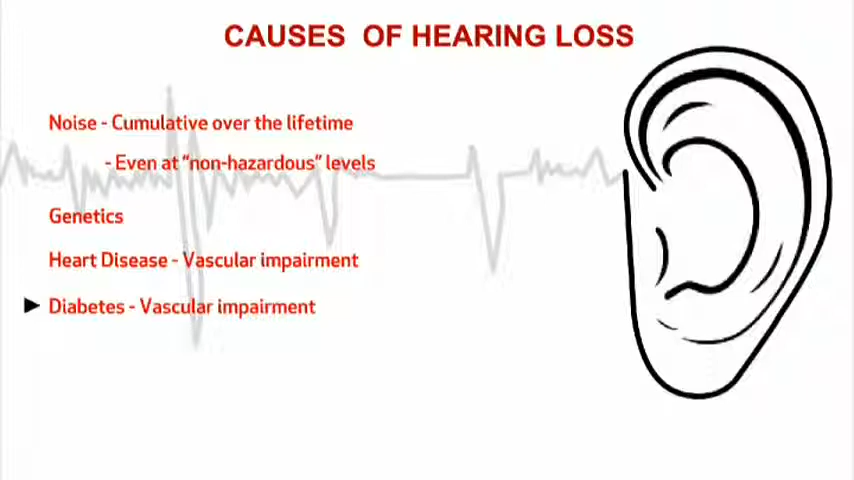 CAUSES OF HEARING LOSS
Noise - Cumulative over the lifetime
- Even at “non-hazardous” levels
Genetics
Heart Disease - Vascular impairment
Diabetes - Vascular impairment